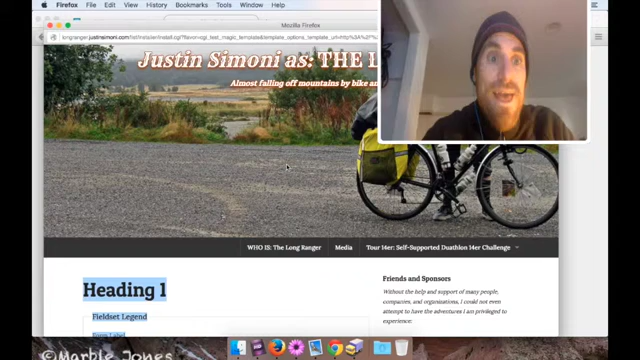 Firefox File Edit View History Bookmarks Tools Window Help
Mozilla Firefox
Justin Simoni as: THE L
Almost falling off mountains by bike an
WHO IS: The Long Ranger
Media
Tour 14er: Self-Supported Duathlon 14er Challenge
Heading 1
Fieldset Legend
Form Label
Friends and Sponsors
Without the help and support of many people,
companies, and organizations, I could not even
attempt to have the adventures I am privileged to
experience:
©Marble Jones